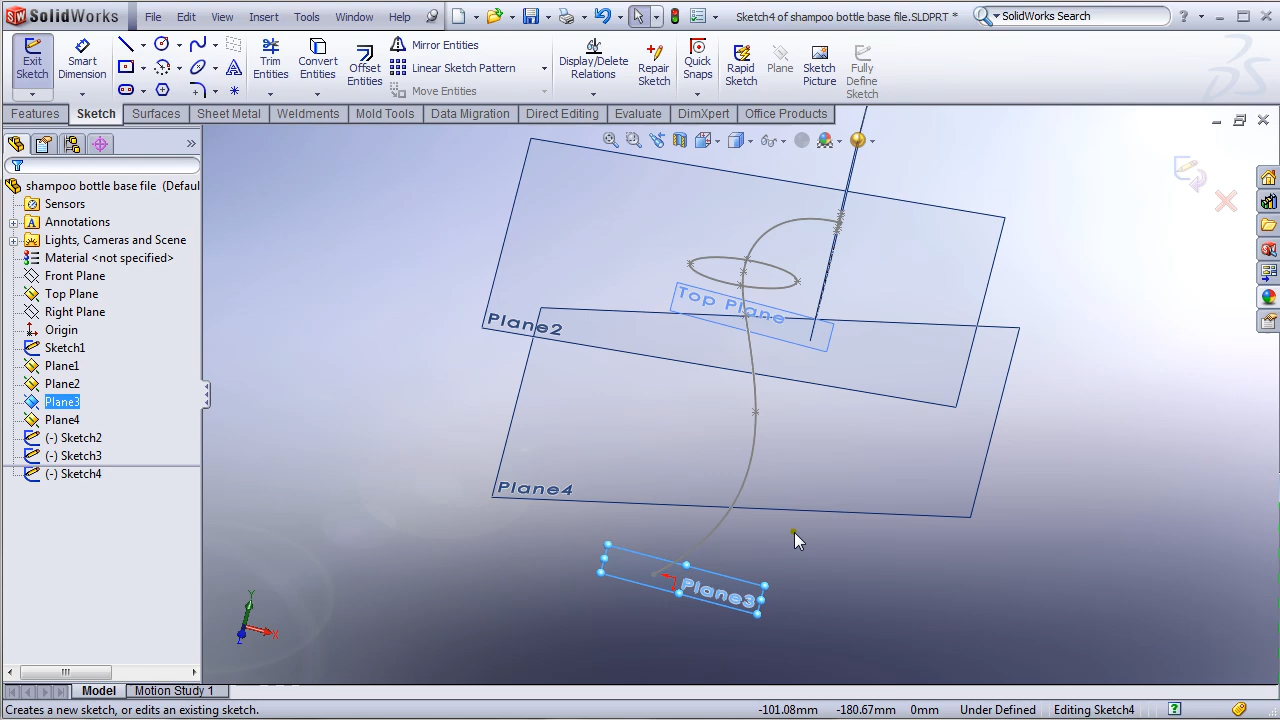 SW SOLIDWORKS File Edit View Insert Tools Window Help Sketch4 of shampoo bottle base file.SLDPRT * SolidWorks Search ?
Exit Sketch
Smart Dimension
Trim Entities
Convert Entities
Offset Entities
Mirror Entities
Linear Sketch Pattern
Move Entities
Display/Delete Relations
Repair Sketch
Quick Snaps
Rapid Sketch
Plane
Sketch Picture
Fully Define Sketch
Features Sketch Surfaces Sheet Metal Weldments Mold Tools Data Migration Direct Editing Evaluate DimXpert Office Products
shampoo bottle base file (Defaul
Sensors
Annotations
Lights, Cameras and Scene
Material <not specified>
Front Plane
Top Plane
Right Plane
Origin
Sketch1
Plane1
Plane2
Plane3
Plane4
(-) Sketch2
(-) Sketch3
(-) Sketch4
Top Plane
Plane2
Plane4
Plane3
Y
X
Z
Model Motion Study 1
Creates a new sketch, or edits an existing sketch. -101.08mm -180.67mm 0mm Under Defined Editing Sketch4 ?